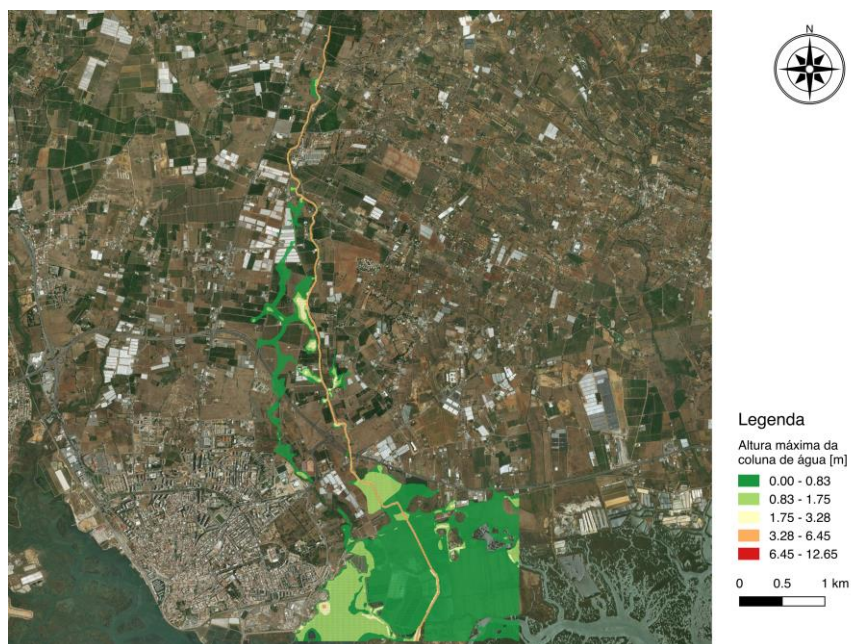 N
Legenda
Altura máxima da
coluna de água [m]
0.00 - 0.83
0.83 - 1.75
1.75 - 3.28
3.28 - 6.45
6.45 - 12.65
0 0.5 1 km